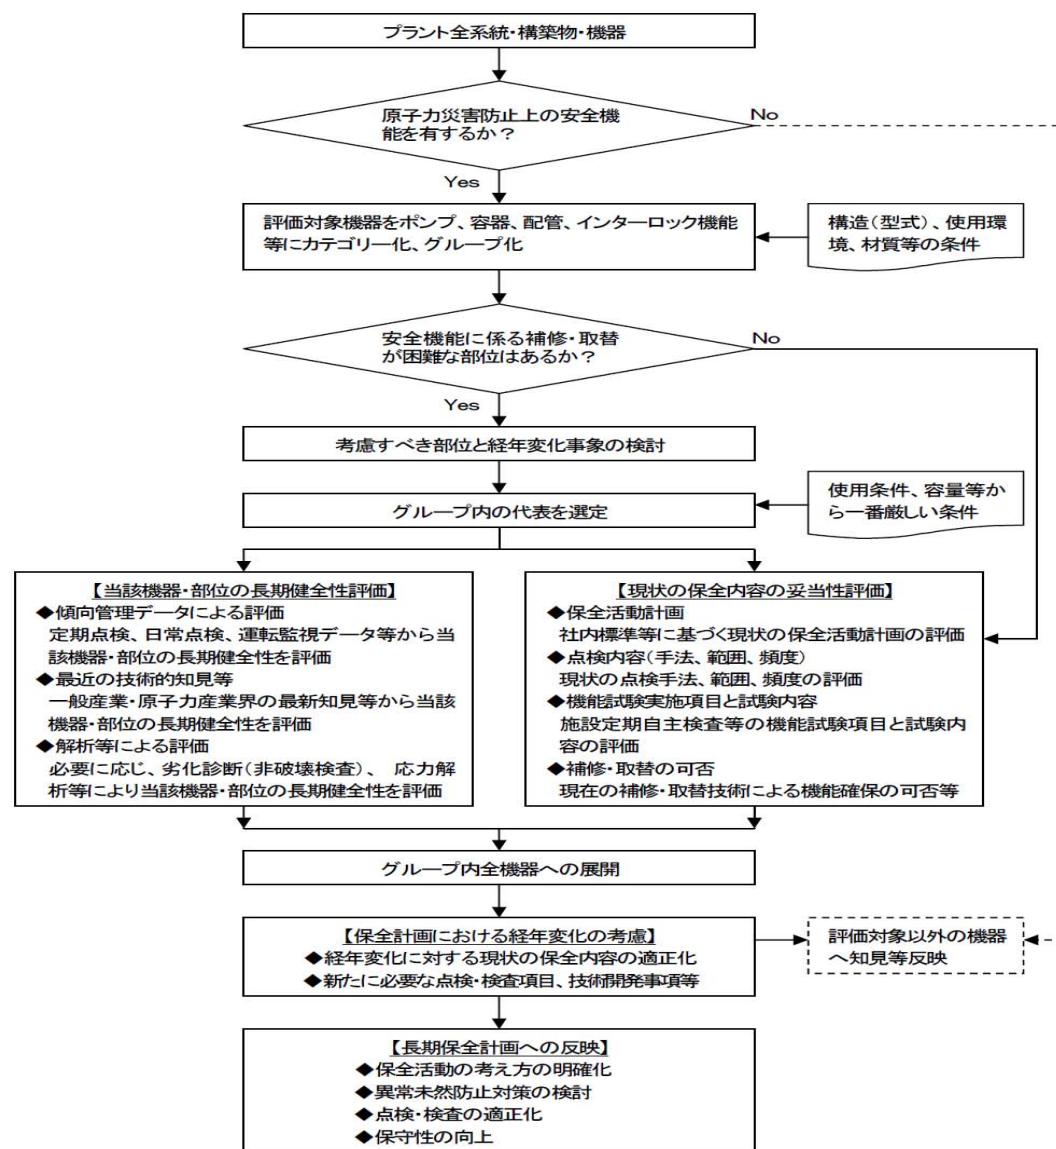 プラント全系統・構築物・機器
原子力災害防止上の安全機
能を有するか？
No
Yes
評価対象機器をポンプ、容器、配管、インターロック機能
等にカテゴリー化、グループ化
構造（型式）、使用環
境、材質等の条件
安全機能に係る補修・取替
が困難な部位はあるか？
No
Yes
考慮すべき部位と経年変化事象の検討
グループ内の代表を選定
使用条件、容量等か
ら一番厳しい条件
【当該機器・部位の長期健全性評価】
◆傾向管理データによる評価
定期点検、日常点検、運転監視データ等から当
該機器・部位の長期健全性を評価
◆最近の技術的知見等
一般産業・原子力産業界の最新知見等から当該
機器・部位の長期健全性を評価
◆解析等による評価
必要に応じ、劣化診断（非破壊検査）、応力解
析等により当該機器・部位の長期健全性を評価
【現状の保全内容の妥当性評価】
◆保全活動計画
社内標準等に基づく現状の保全活動計画の評価
◆点検内容（手法、範囲、頻度）
現状の点検手法、範囲、頻度の評価
◆機能試験実施項目と試験内容
施設定期自主検査等の機能試験項目と試験内
容の評価
◆補修・取替の可否
現在の補修・取替技術による機能確保の可否等
グループ内全機器への展開
【保全計画における経年変化の考慮】
◆経年変化に対する現状の保全内容の適正化
◆新たに必要な点検・検査項目、技術開発事項等
評価対象以外の機器
へ知見等反映
【長期保全計画への反映】
◆保全活動の考え方の明確化
◆異常未然防止対策の検討
◆点検・検査の適正化
◆保守性の向上